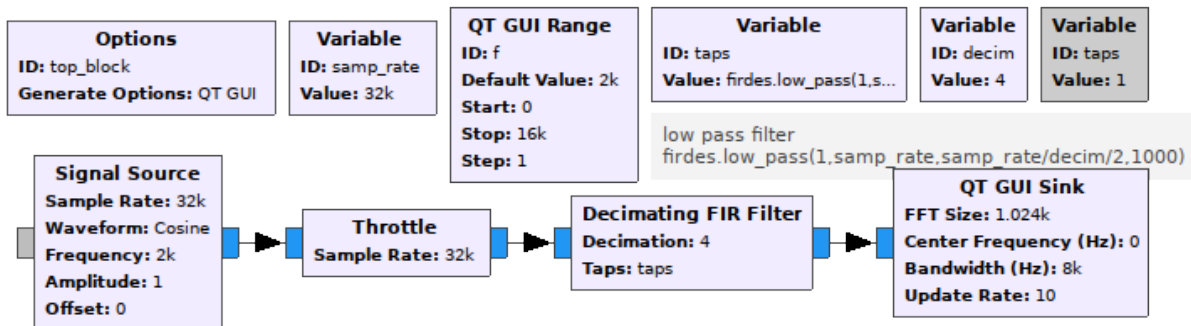 Options
ID: top_block
Generate Options: QT GUI
Variable
ID: samp_rate
Value: 32k
QT GUI Range
ID: f
Default Value: 2k
Start: 0
Stop: 16k
Step: 1
Variable
ID: taps
Value: firdes.low_pass(1,s...
Variable
ID: decim
Value: 4
Variable
ID: taps
Value: 1
low pass filter
firdes.low_pass(1,samp_rate,samp_rate/decim/2,1000)
Signal Source
Sample Rate: 32k
Waveform: Cosine
Frequency: 2k
Amplitude: 1
Offset: 0
Throttle
Sample Rate: 32k
Decimating FIR Filter
Decimation: 4
Taps: taps
QT GUI Sink
FFT Size: 1.024k
Center Frequency (Hz): 0
Bandwidth (Hz): 8k
Update Rate: 10